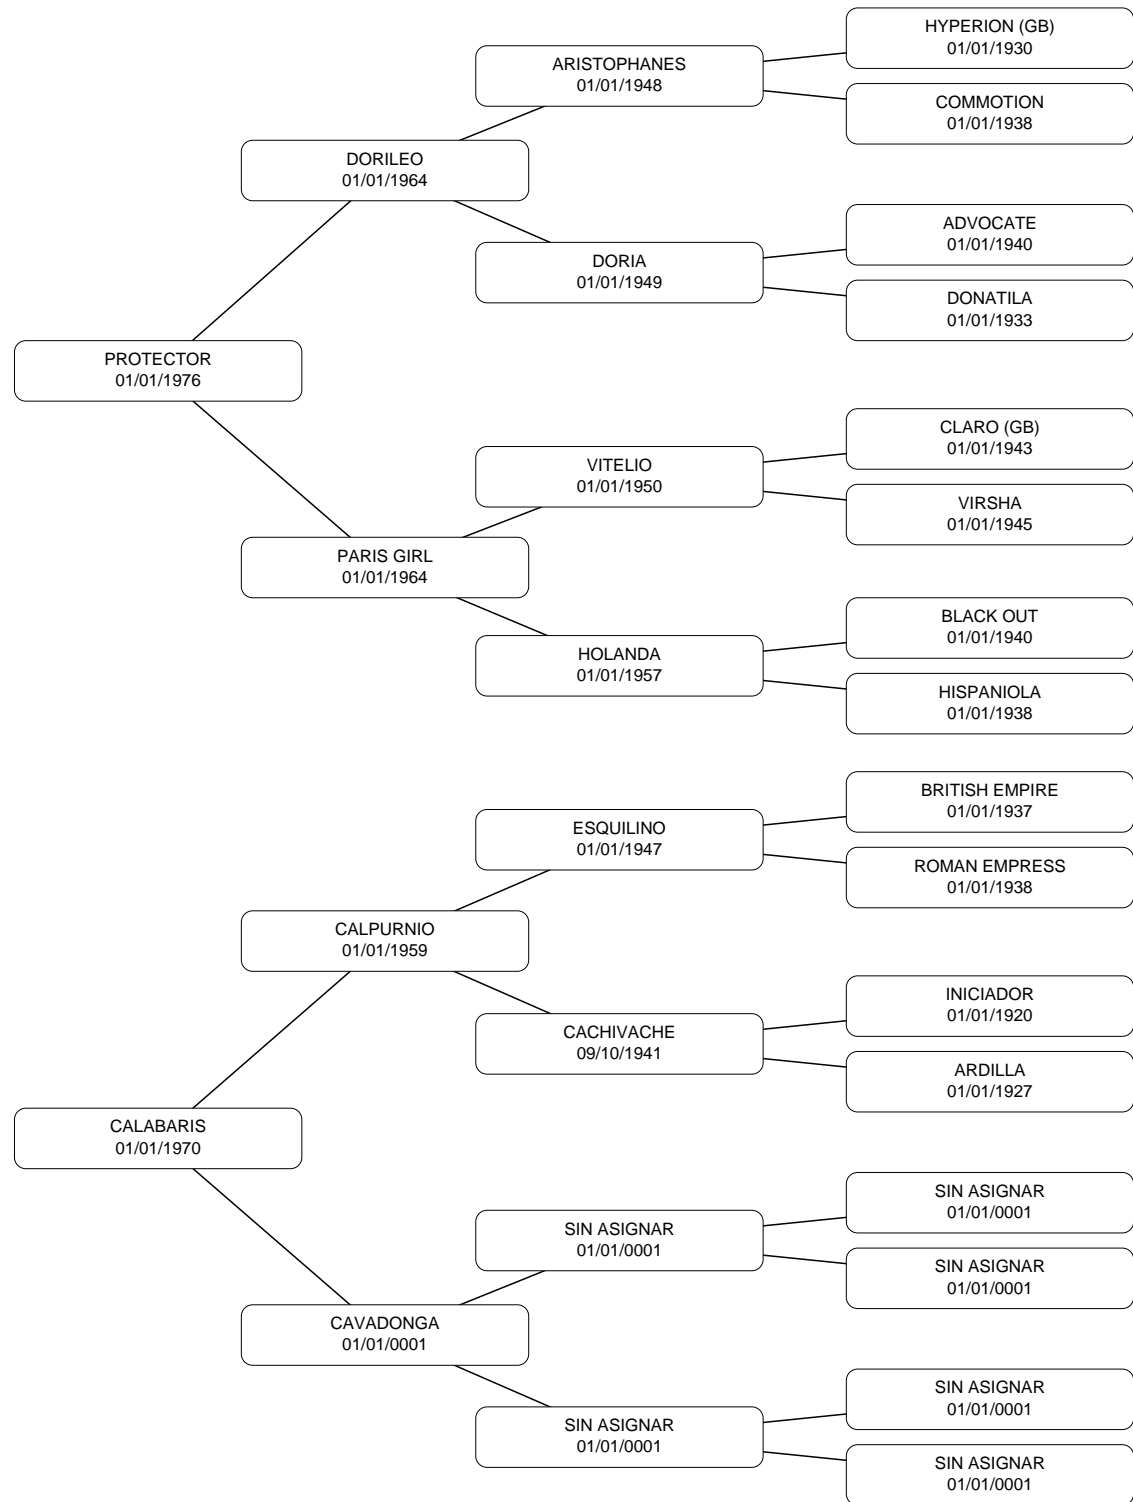 HYPERION (GB)
01/01/1930
ARISTOPHANES
01/01/1948
COMMOTION
01/01/1938
DORILEO
01/01/1964
ADVOCATE
01/01/1940
DORIA
01/01/1949
DONATILA
01/01/1933
PROTECTOR
01/01/1976
CLARO (GB)
01/01/1943
VITELIO
01/01/1950
VIRSHA
01/01/1945
PARIS GIRL
01/01/1964
BLACK OUT
01/01/1940
HOLANDA
01/01/1957
HISPANIOLA
01/01/1938
BRITISH EMPIRE
01/01/1937
ESQUILINO
01/01/1947
ROMAN EMPRESS
01/01/1938
CALPURNIO
01/01/1959
INICIADOR
01/01/1920
CACHIVACHE
09/10/1941
ARDILLA
01/01/1927
CALABARIS
01/01/1970
SIN ASIGNAR
01/01/0001
SIN ASIGNAR
01/01/0001
SIN ASIGNAR
01/01/0001
CAVADONGA
01/01/0001
SIN ASIGNAR
01/01/0001
SIN ASIGNAR
01/01/0001
SIN ASIGNAR
01/01/0001